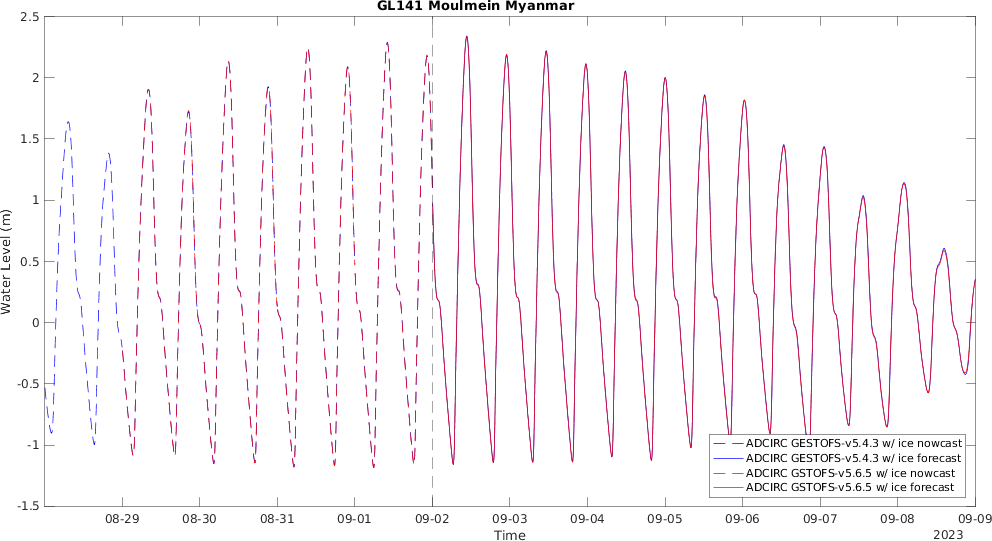 GL141 Moulmein Myanmar
2.5
2
1.5
1
0.5
0
-0.5
-1
-1.5
Water Level (m)
08-29 08-30 08-31 09-01 09-02 09-03 09-04 09-05 09-06 09-07 09-08 09-09
Time
2023
ADCIRC GESTOFS-v5.4.3 w/ ice nowcast
ADCIRC GESTOFS-v5.4.3 w/ ice forecast
ADCIRC GSTOFS-v5.6.5 w/ ice nowcast
ADCIRC GSTOFS-v5.6.5 w/ ice forecast